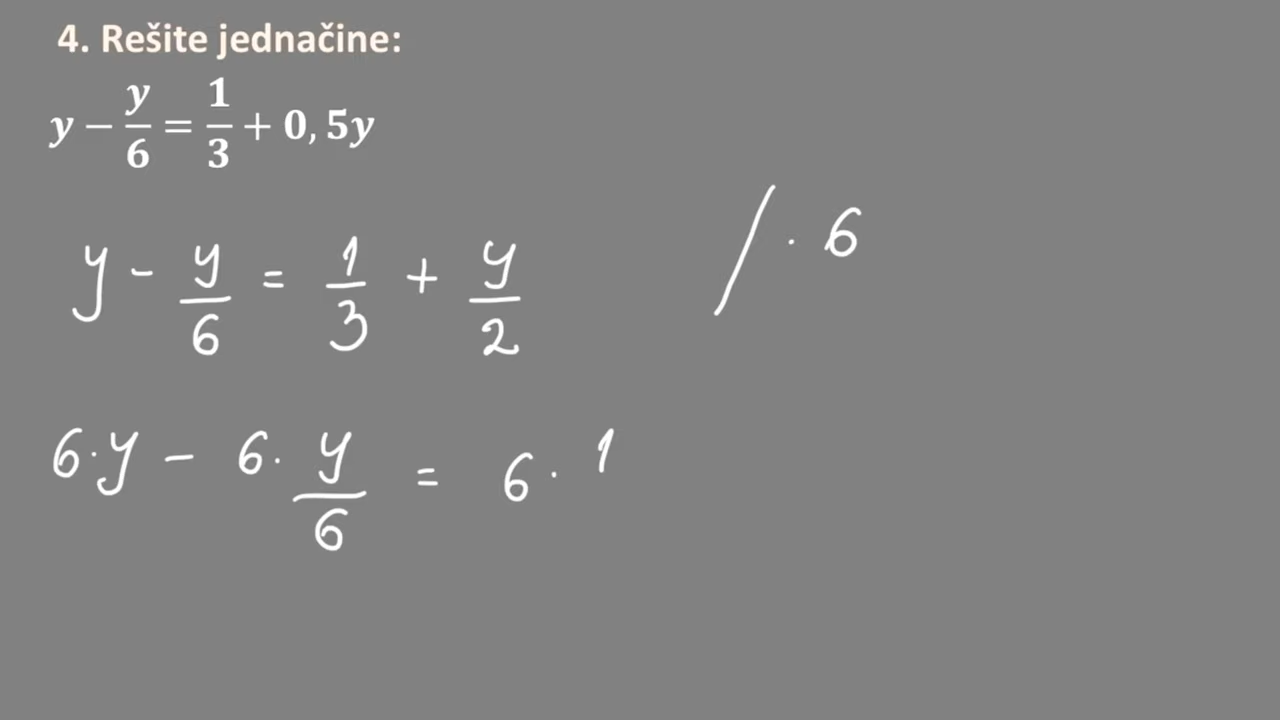 4. Rešite jednačine:
y − y/6 = 1/3 + 0,5y
y - y/6 = 1/3 + y/2 / · 6
6·y - 6· y/6 = 6 · 1